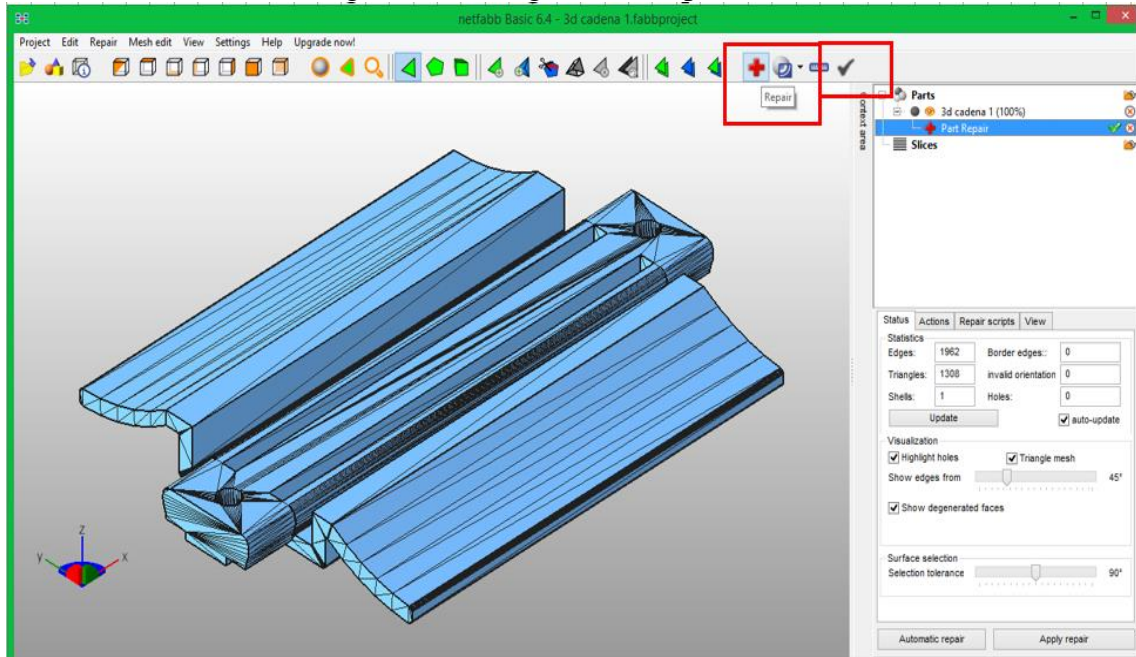 netfabb Basic 6.4 - 3d cadena 1.fabbproject
Project Edit Repair Mesh edit View Settings Help Upgrade now!
Repair
Context area
Parts
3d cadena 1 (100%)
Part Repair
Slices
Status Actions Repair scripts View
Statistics
Edges: 1962 Border edges:: 0
Triangles: 1308 invalid orientation 0
Shells: 1 Holes: 0
Update auto-update
Visualization
Highlight holes Triangle mesh
Show edges from 45°
Show degenerated faces
Surface selection
Selection tolerance 90°
Automatic repair Apply repair
Z
y x